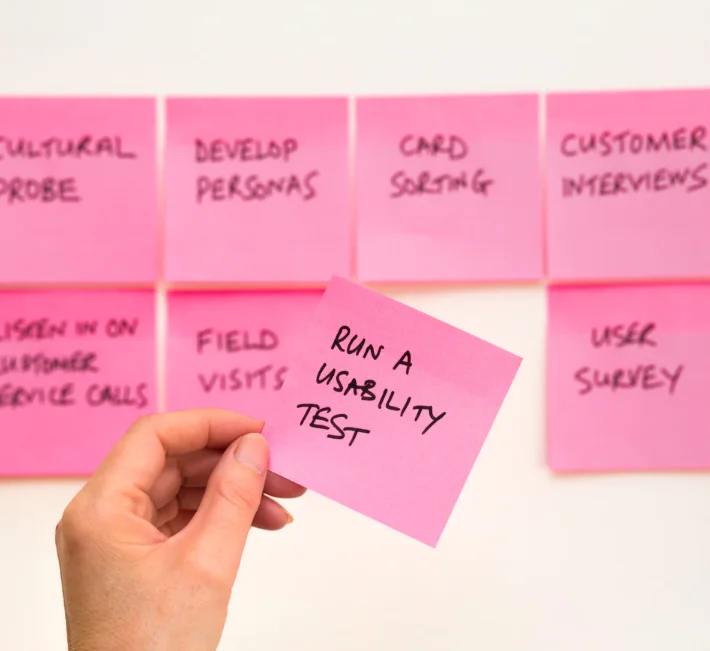 CULTURAL
PROBE
DEVELOP
PERSONAS
CARD
SORTING
CUSTOMER
INTERVIEWS
LISTEN IN ON
CUSTOMER
SERVICE CALLS
FIELD
VISITS
RUN A
USABILITY
TEST
USER
SURVEY